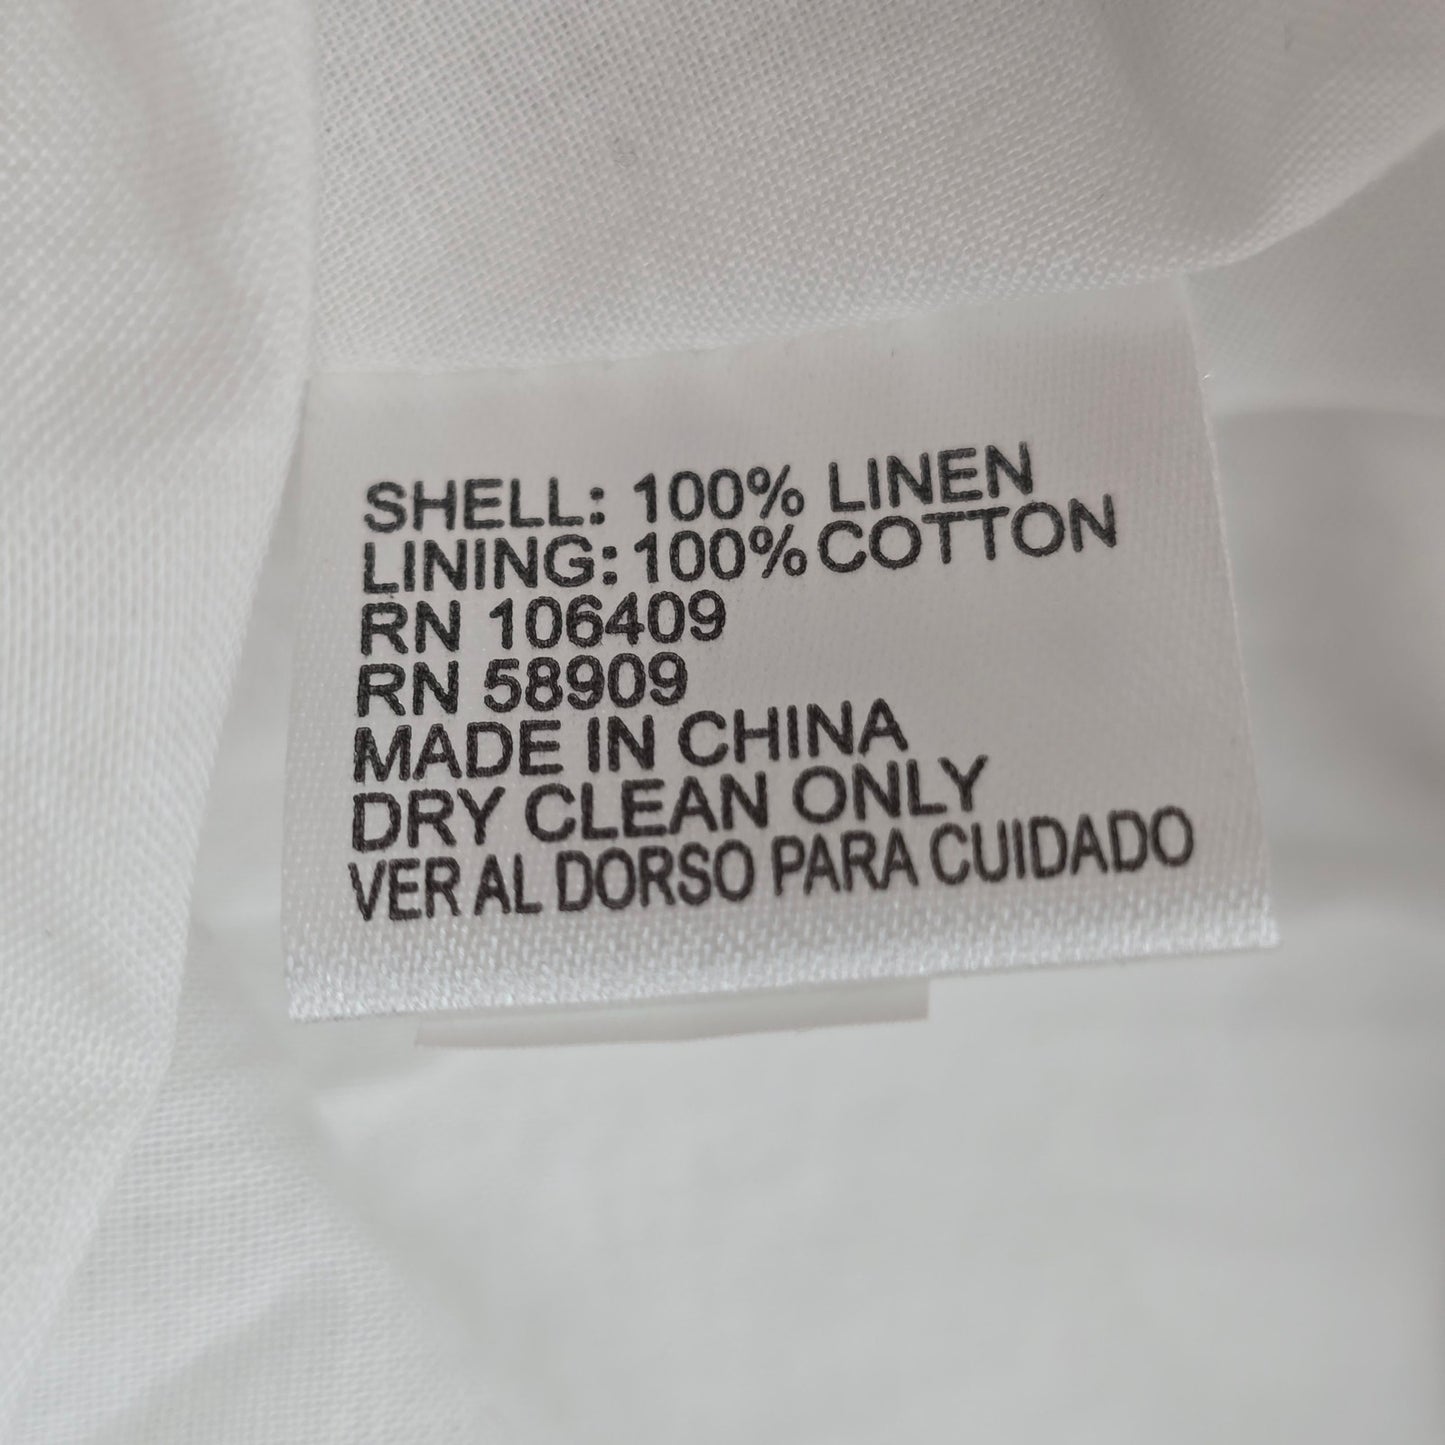 SHELL: 100% LINEN
LINING: 100% COTTON
RN 106409
RN 58909
MADE IN CHINA
DRY CLEAN ONLY
VER AL DORSO PARA CUIDADO